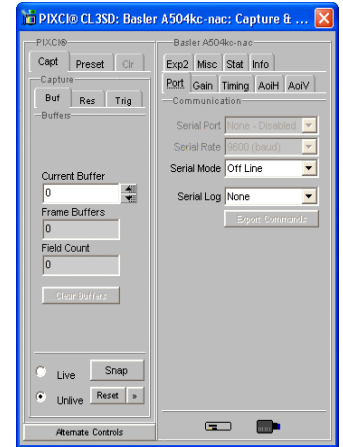 PIXCI® CL3SD: Basler A504kc-nac: Capture & ...
PIXCI®
Capt Preset Clr
Capture
Buf Res Trig
Buffers
Current Buffer
0
Frame Buffers
0
Field Count
0
Clear Buffers
Live Snap
Unlive Reset »
Alternate Controls
Basler A504kc-nac
Exp2 Misc Stat Info
Port Gain Timing AoiH AoiV
Communication
Serial Port None - Disabled
Serial Rate 9600 (baud)
Serial Mode Off Line
Serial Log None
Export Commands